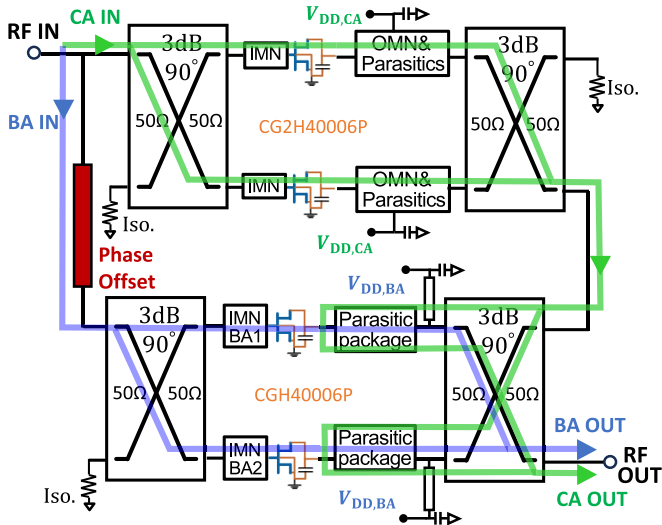 CA IN
RF IN
BA IN
3dB
90°
50Ω
50Ω
Iso.
IMN
IMN
CG2H40006P
V_DD,CA
OMN&
Parasitics
OMN&
Parasitics
V_DD,CA
3dB
90°
50Ω
50Ω
Iso.
Phase
Offset
3dB
90°
50Ω
50Ω
Iso.
IMN
BA1
IMN
BA2
CGH40006P
V_DD,BA
Parasitic
package
Parasitic
package
V_DD,BA
3dB
90°
50Ω
50Ω
BA OUT
RF
OUT
CA OUT